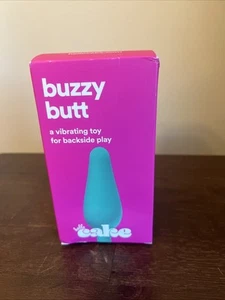 buzzy
butt
a vibrating toy
for backside play
cake